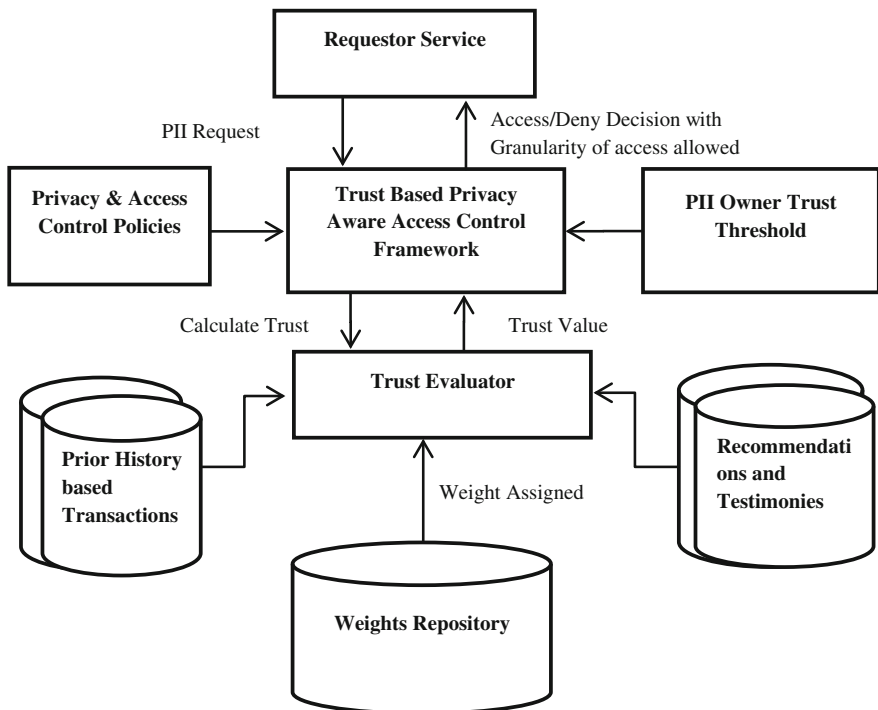 Requestor Service
PII Request
Access/Deny Decision with
Granularity of access allowed
Privacy & Access
Control Policies
Trust Based Privacy
Aware Access Control
Framework
PII Owner Trust
Threshold
Calculate Trust
Trust Value
Trust Evaluator
Prior History
based
Transactions
Recommendati
ons and
Testimonies
Weight Assigned
Weights Repository